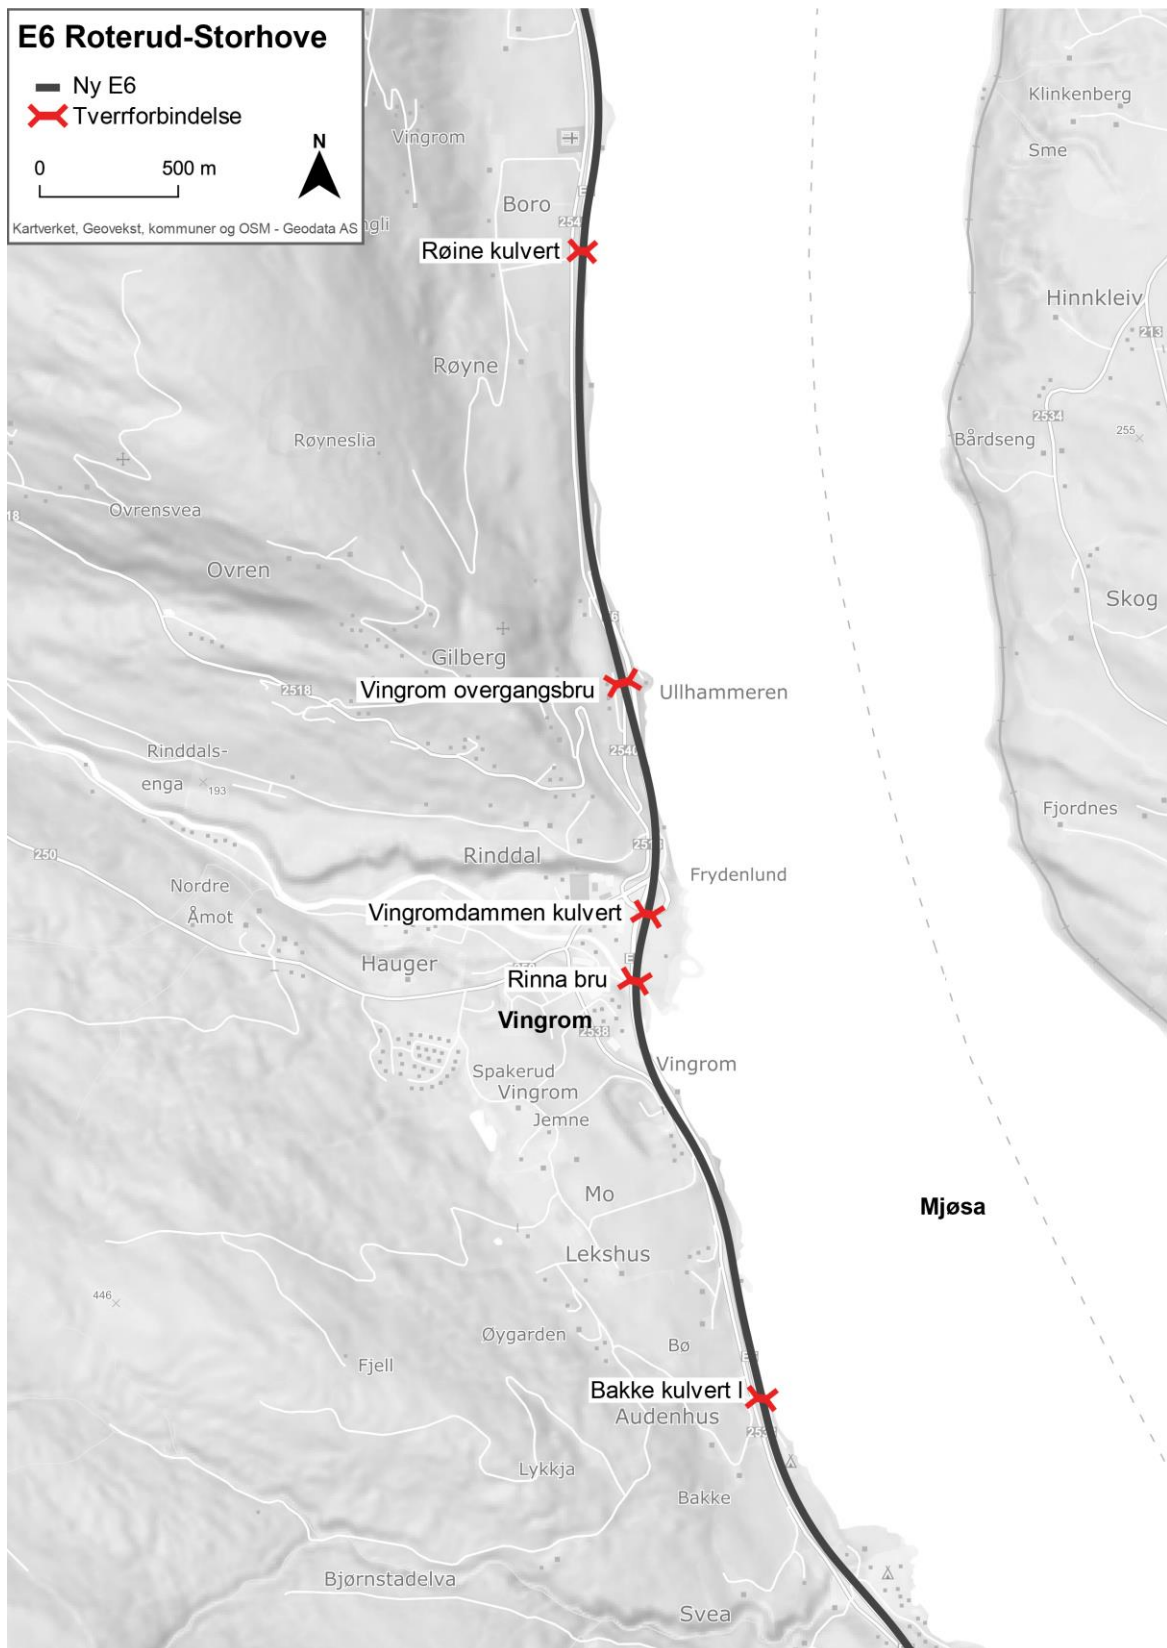 E6 Roterud-Storhove
Ny E6
Tverrforbindelse
N
0 500 m
Kartverket, Geovekst, kommuner og OSM - Geodata AS
Vingrom
Klinkenberg
Sme
Boro
254
Røine kulvert
Hinnkleiv
213
Røyne
2534
255
Bårdseng
Røyneslia
Ovrensvea
18
Ovren
Skog
Gilberg
Vingrom overgangsbru
Ullhammeren
2518
2540
Rinddals-
enga
193
Fjordnes
250
Rinddal
Frydenlund
Nordre
Åmot
Vingromdammen kulvert
Hauger
Rinna bru
Vingrom
2538
Vingrom
Spakerud
Vingrom
Jemne
Mo
Mjøsa
Lekshus
446
Øygarden
Bø
Fjell
Bakke kulvert I
Audenhus
Lykkja
Bakke
Bjørnstadelva
Svea